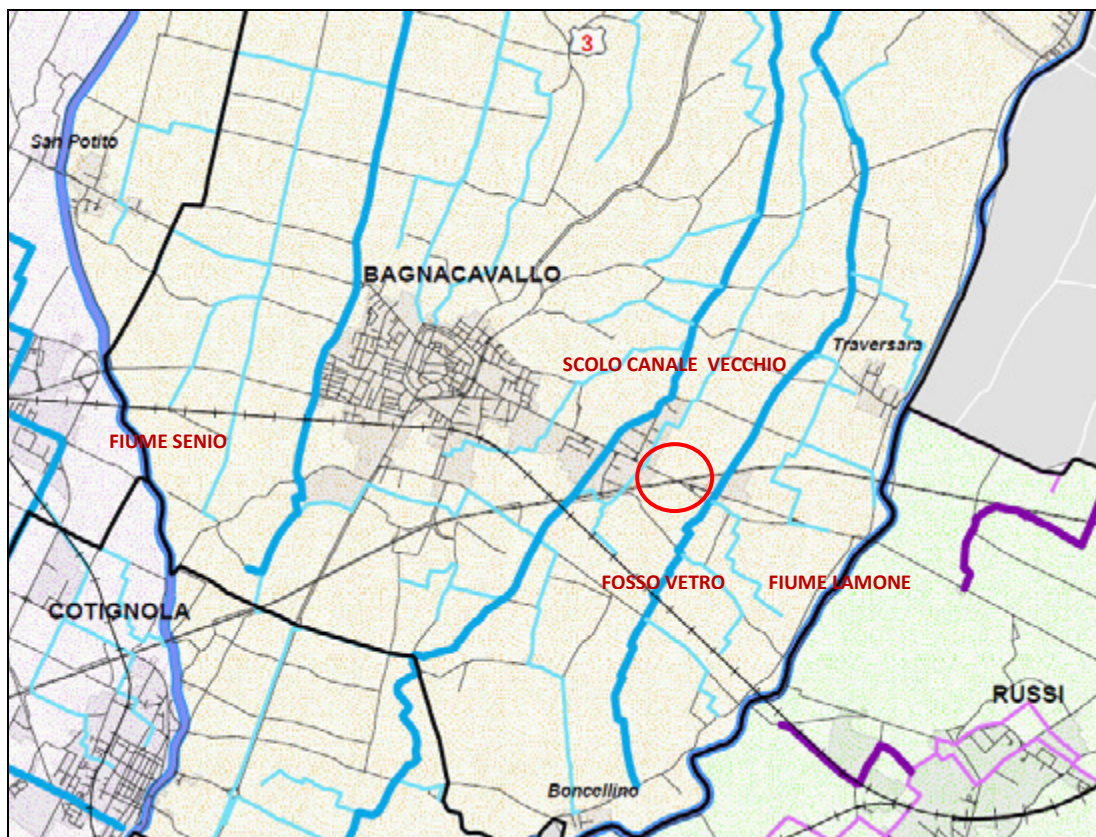 3
San Potito
BAGNACAVALLO
Traversara
SCOLO CANALE VECCHIO
FIUME SENIO
FOSSO VETRO
FIUME LAMONE
COTIGNOLA
RUSSI
Boncellino